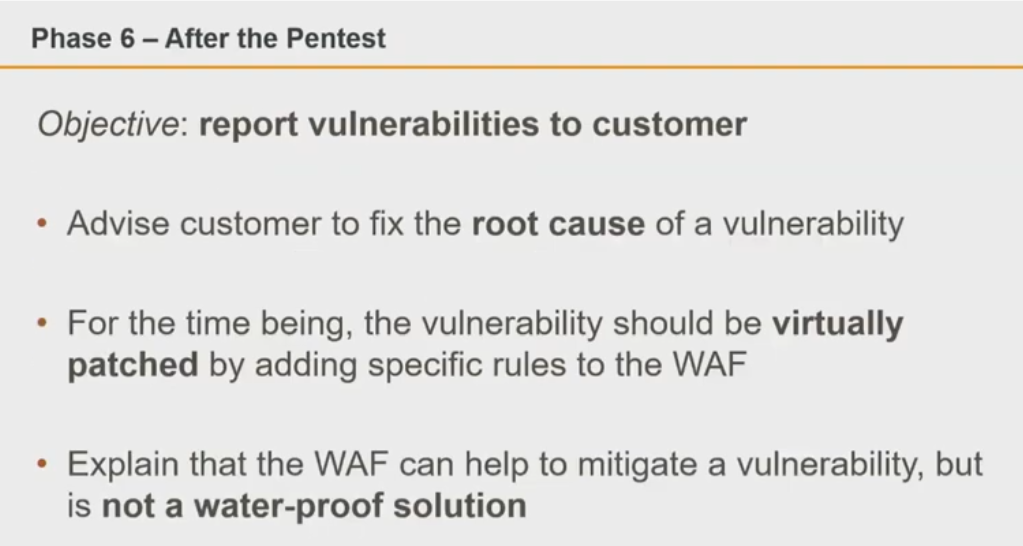 Phase 6 – After the Pentest
Objective: report vulnerabilities to customer
• Advise customer to fix the root cause of a vulnerability
• For the time being, the vulnerability should be virtually
patched by adding specific rules to the WAF
• Explain that the WAF can help to mitigate a vulnerability, but
is not a water-proof solution